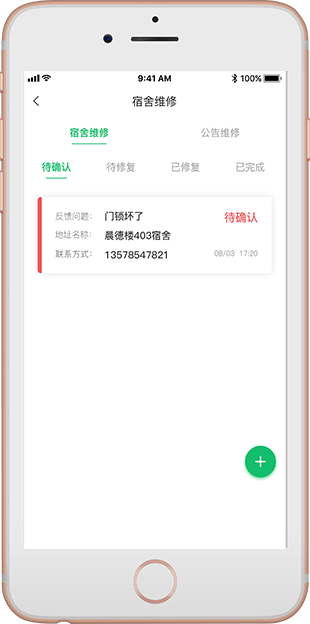 9:41 AM 100%
宿舍维修
宿舍维修 公告维修
待确认 待修复 已修复 已完成
反馈问题: 门锁坏了 待确认
地址名称: 晨德楼403宿舍
联系方式: 13578547821 08/03 17:20